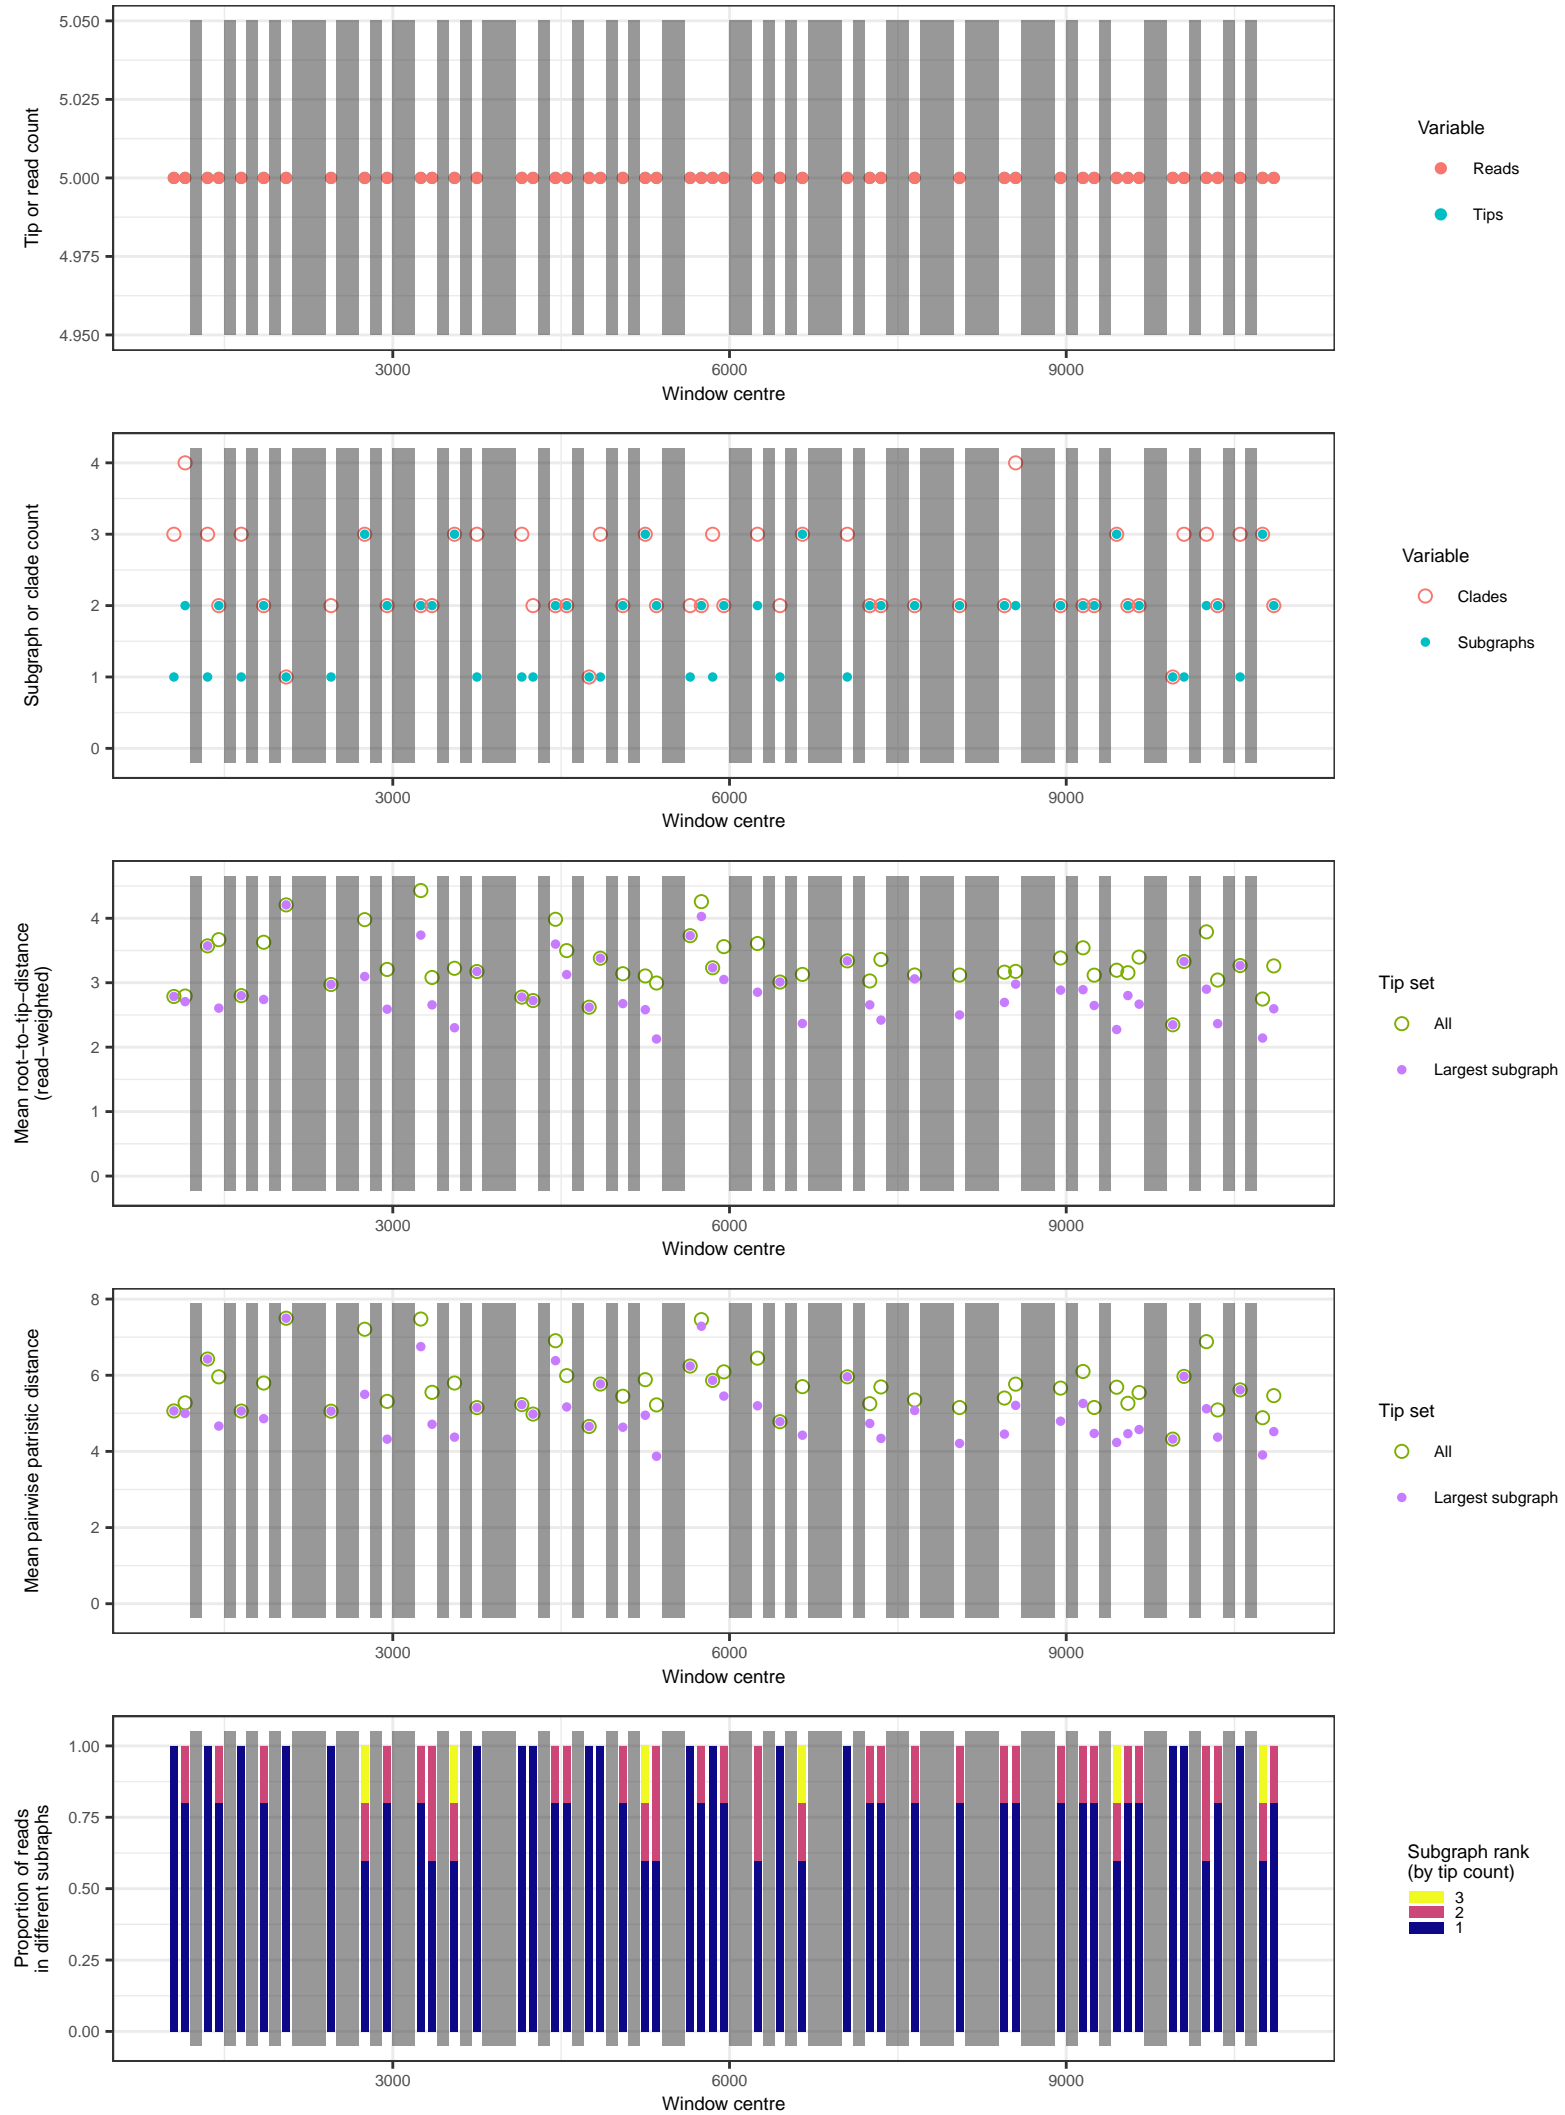 5.050
5.025
5.000
4.975
4.950
Tip or read count
3000
6000
9000
Window centre
Variable
Reads
Tips
4
3
2
1
0
Subgraph or clade count
3000
6000
9000
Window centre
Variable
Clades
Subgraphs
4
3
2
1
0
Mean root−to−tip−distance
(read−weighted)
3000
6000
9000
Window centre
Tip set
All
Largest subgraph
8
6
4
2
0
Mean pairwise patristic distance
3000
6000
9000
Window centre
Tip set
All
Largest subgraph
1.00
0.75
0.50
0.25
0.00
Proportion of reads
in different subraphs
3000
6000
9000
Window centre
Subgraph rank
(by tip count)
3
2
1